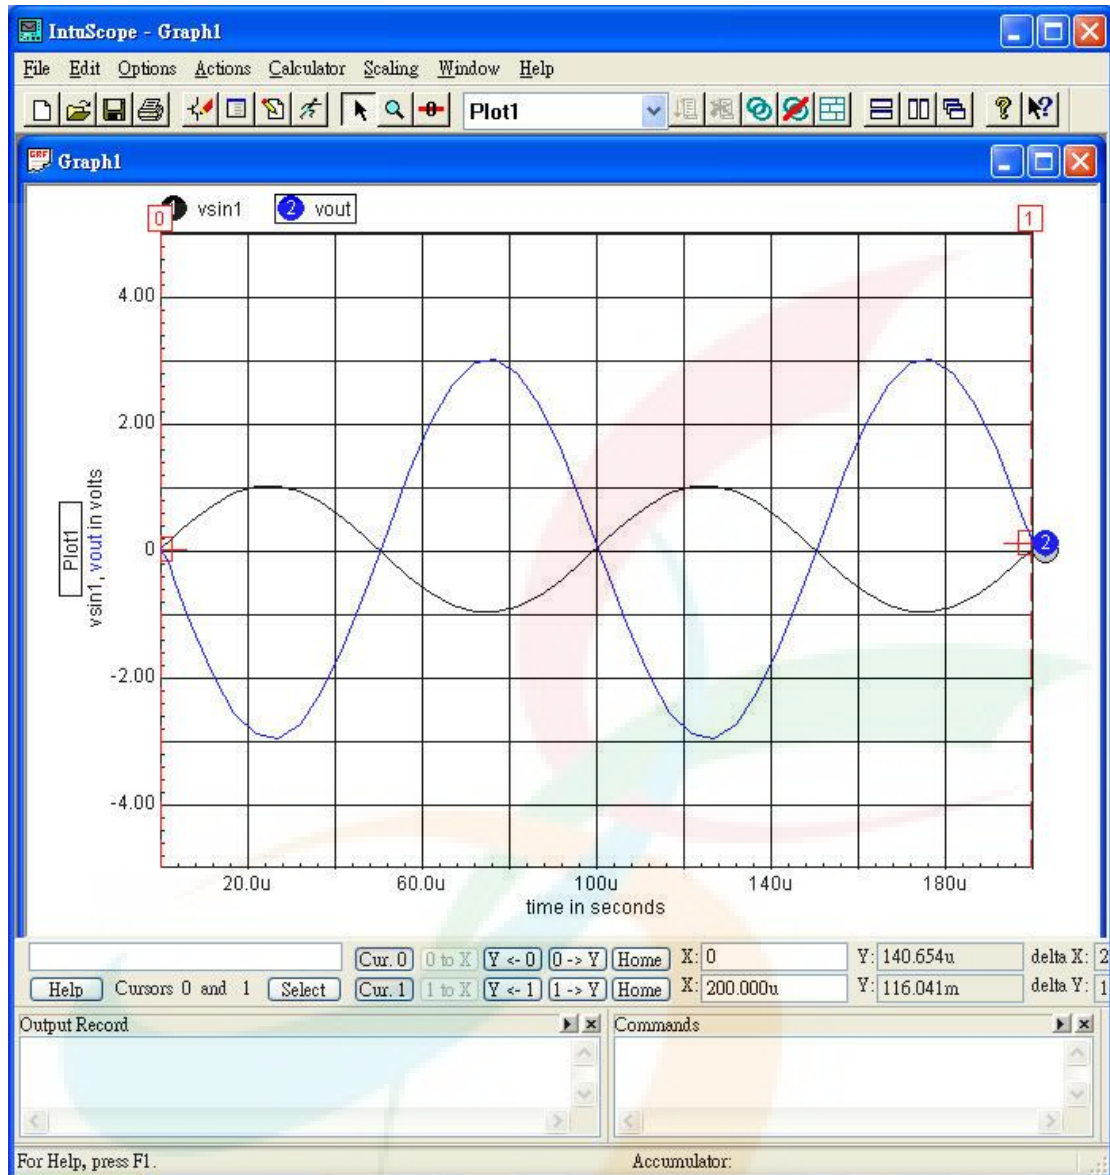 IntuScope - Graph1
File Edit Options Actions Calculator Scaling Window Help
Plot1
GRF Graph1
0 1 vsin1 2 vout 1
4.00
2.00
0
-2.00
-4.00
Plot1
vsin1, vout in volts
2
20.0u 60.0u 100u 140u 180u
time in seconds
Cur. 0 0 to X Y <- 0 0 -> Y Home X: 0 Y: 140.654u delta X: 2
Help Cursors 0 and 1 Select Cur. 1 1 to X Y <- 1 1 -> Y Home X: 200.000u Y: 116.041m delta Y: 1
Output Record Commands
For Help, press F1. Accumulator: